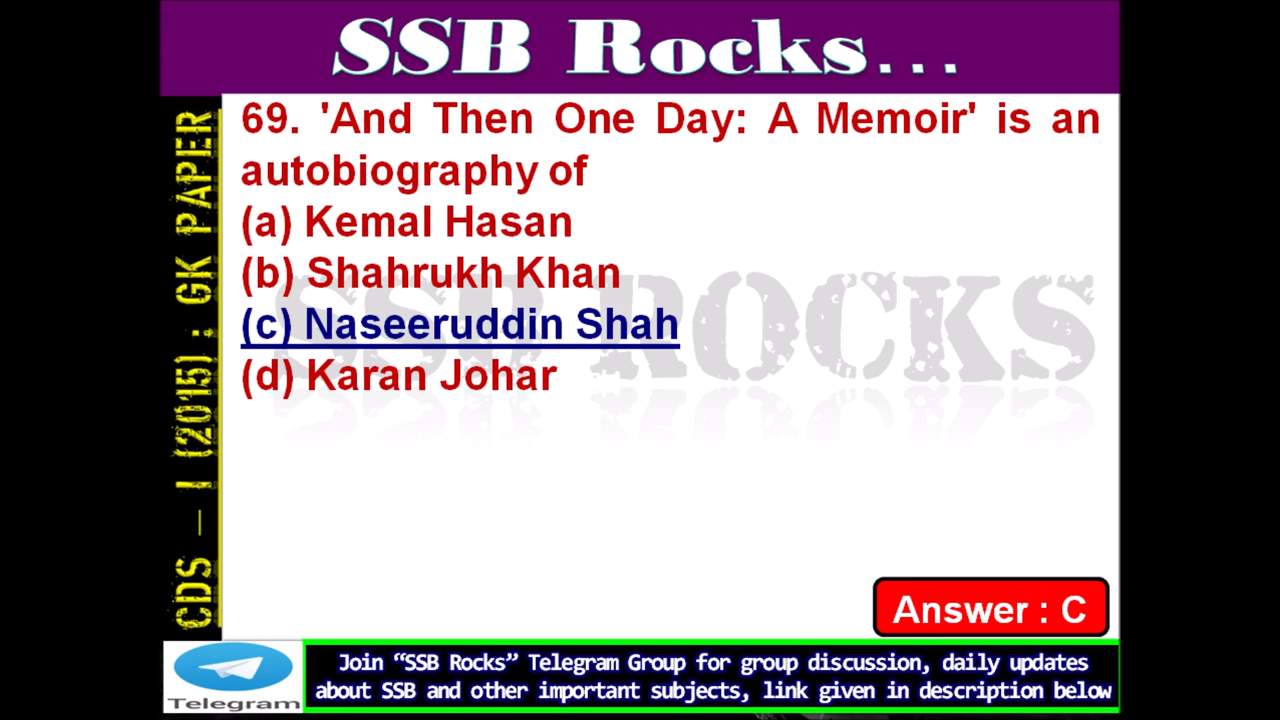 SSB Rocks...
CDS – I (2015) : GK PAPER
69. 'And Then One Day: A Memoir' is an
autobiography of
(a) Kemal Hasan
(b) Shahrukh Khan
(c) Naseeruddin Shah
(d) Karan Johar
SSB ROCKS
Answer : C
Telegram
Join “SSB Rocks” Telegram Group for group discussion, daily updates
about SSB and other important subjects, link given in description below